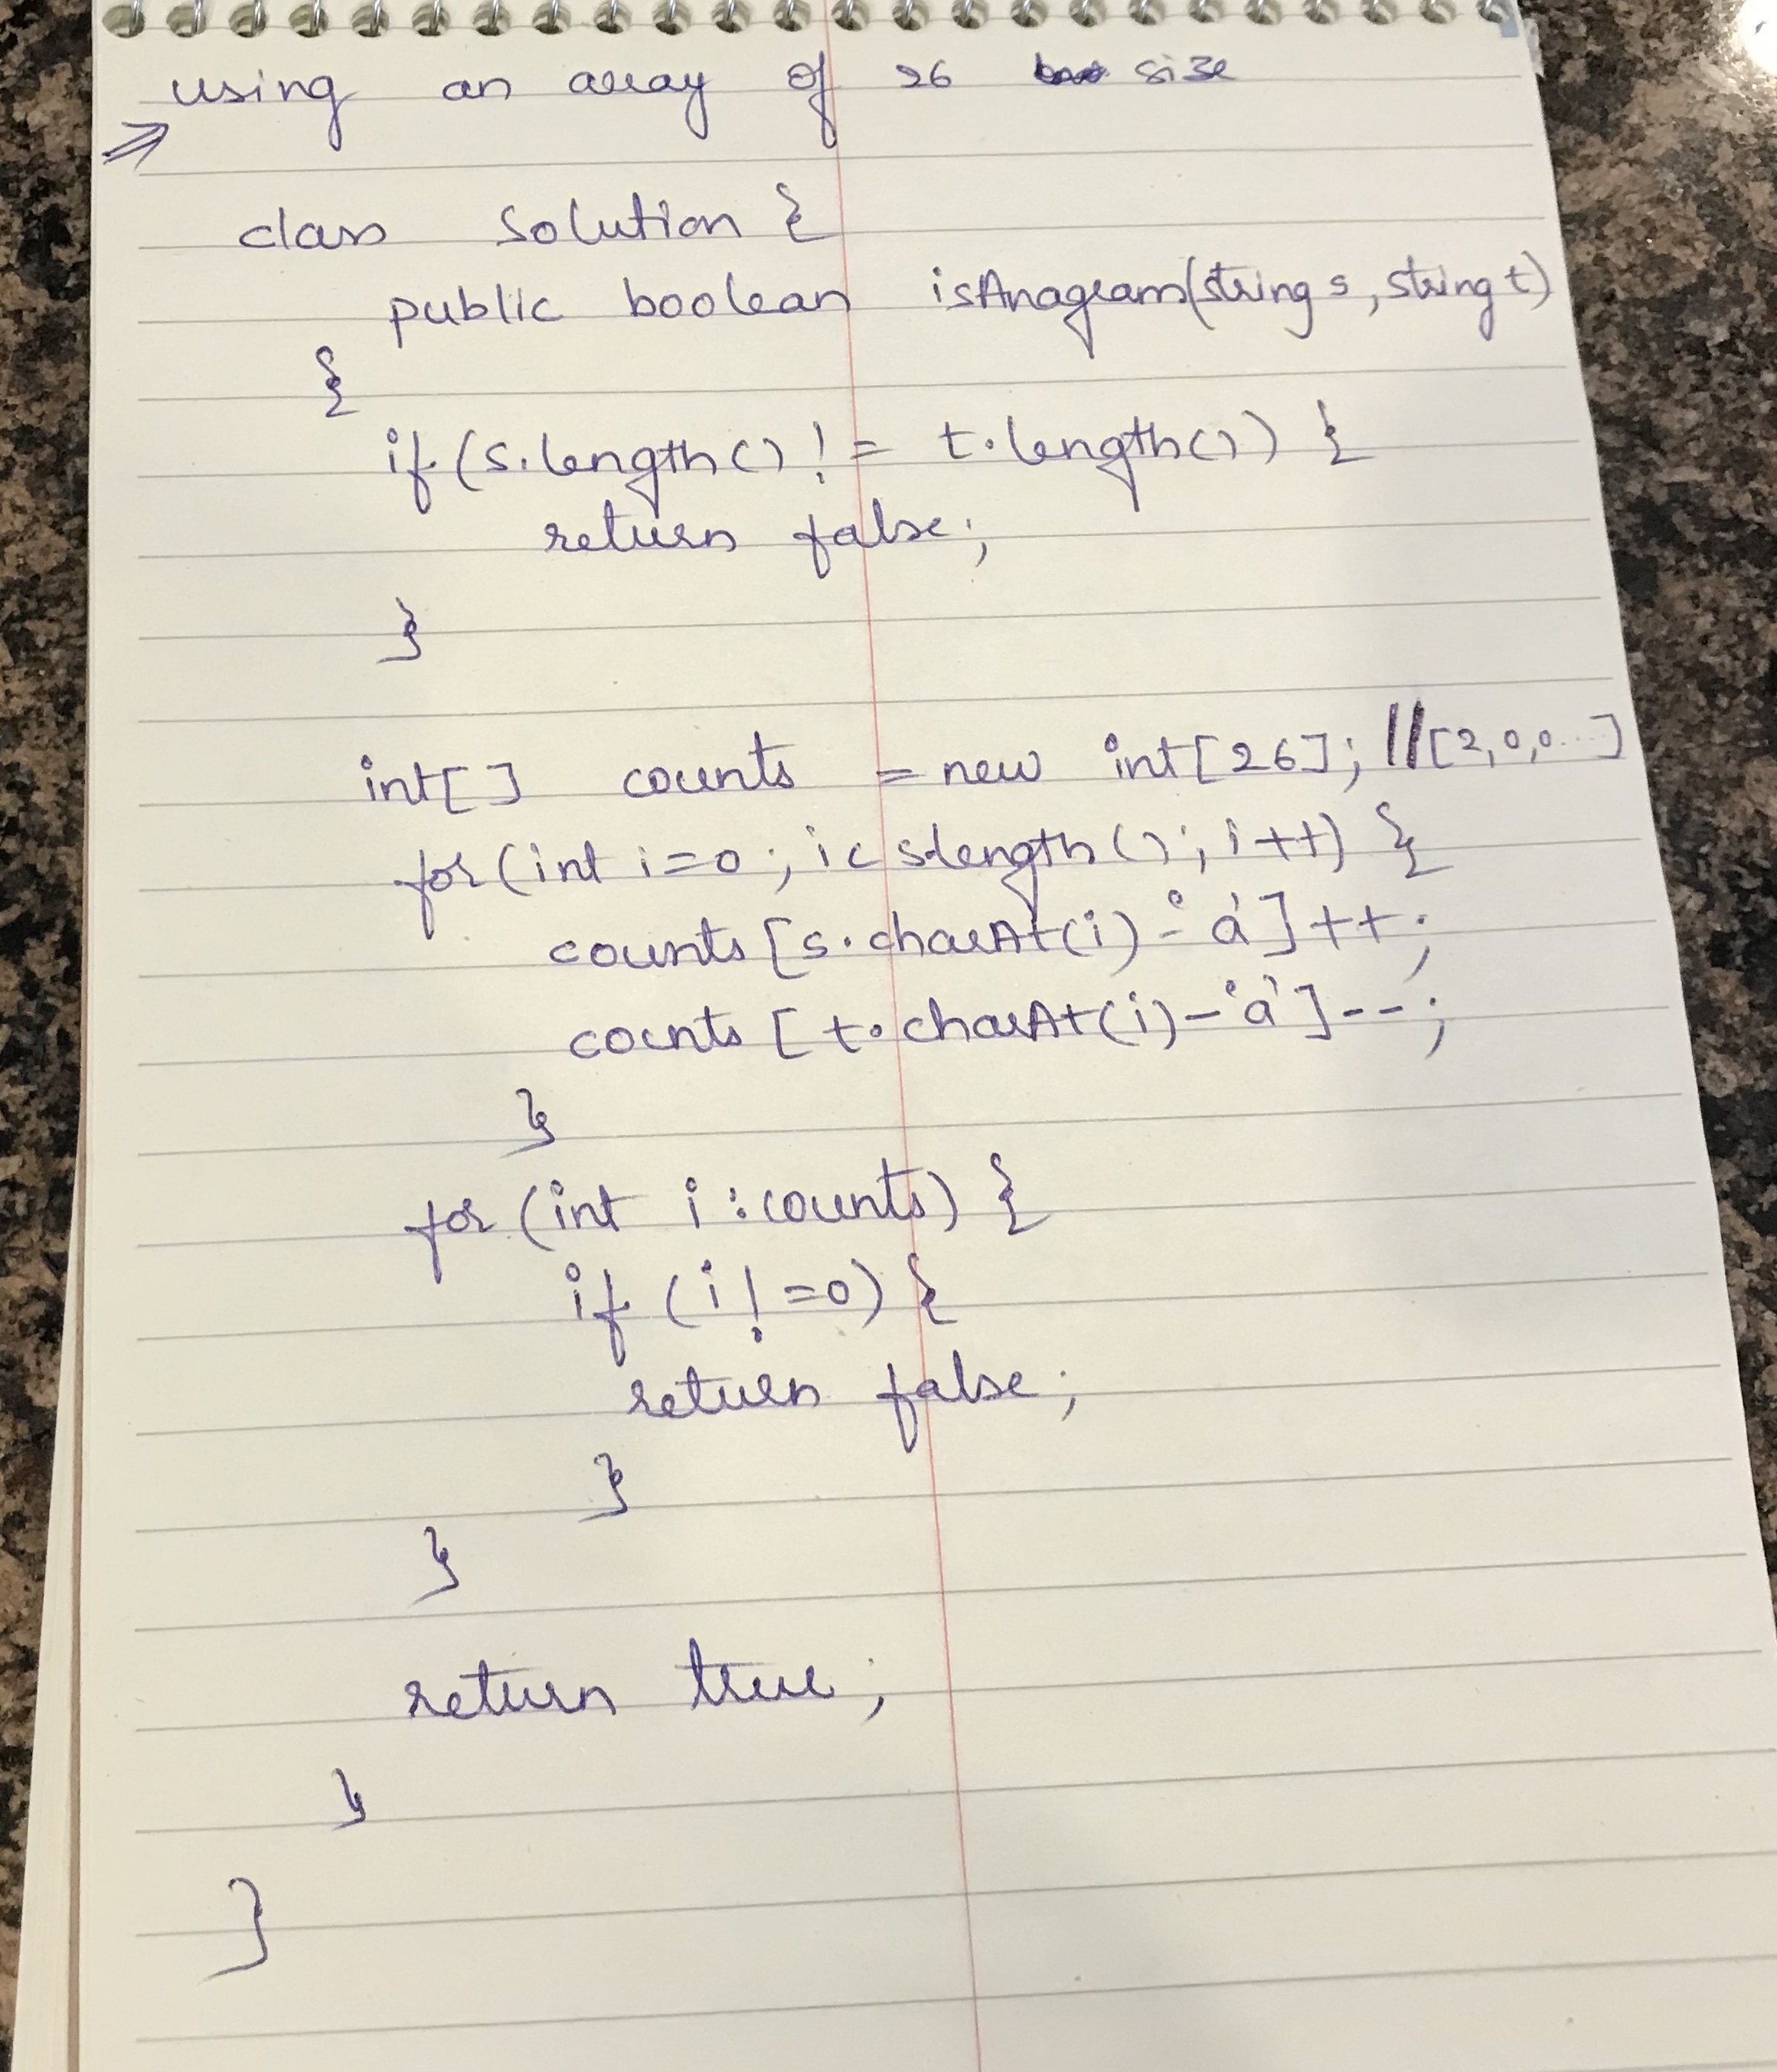 using an array of 26 size
⇒
class Solution {
public boolean isAnagram(string s, string t)
{
if (s.length() != t.length()) {
return false;
}
int[] counts = new int[26]; //[2,0,0...]
for (int i=0; i< s.length(); i++) {
counts [s.charAt(i) - 'a']++;
counts [t.charAt(i) - 'a']--;
}
for (int i : counts) {
if (i != 0) {
return false;
}
}
return true;
}
}